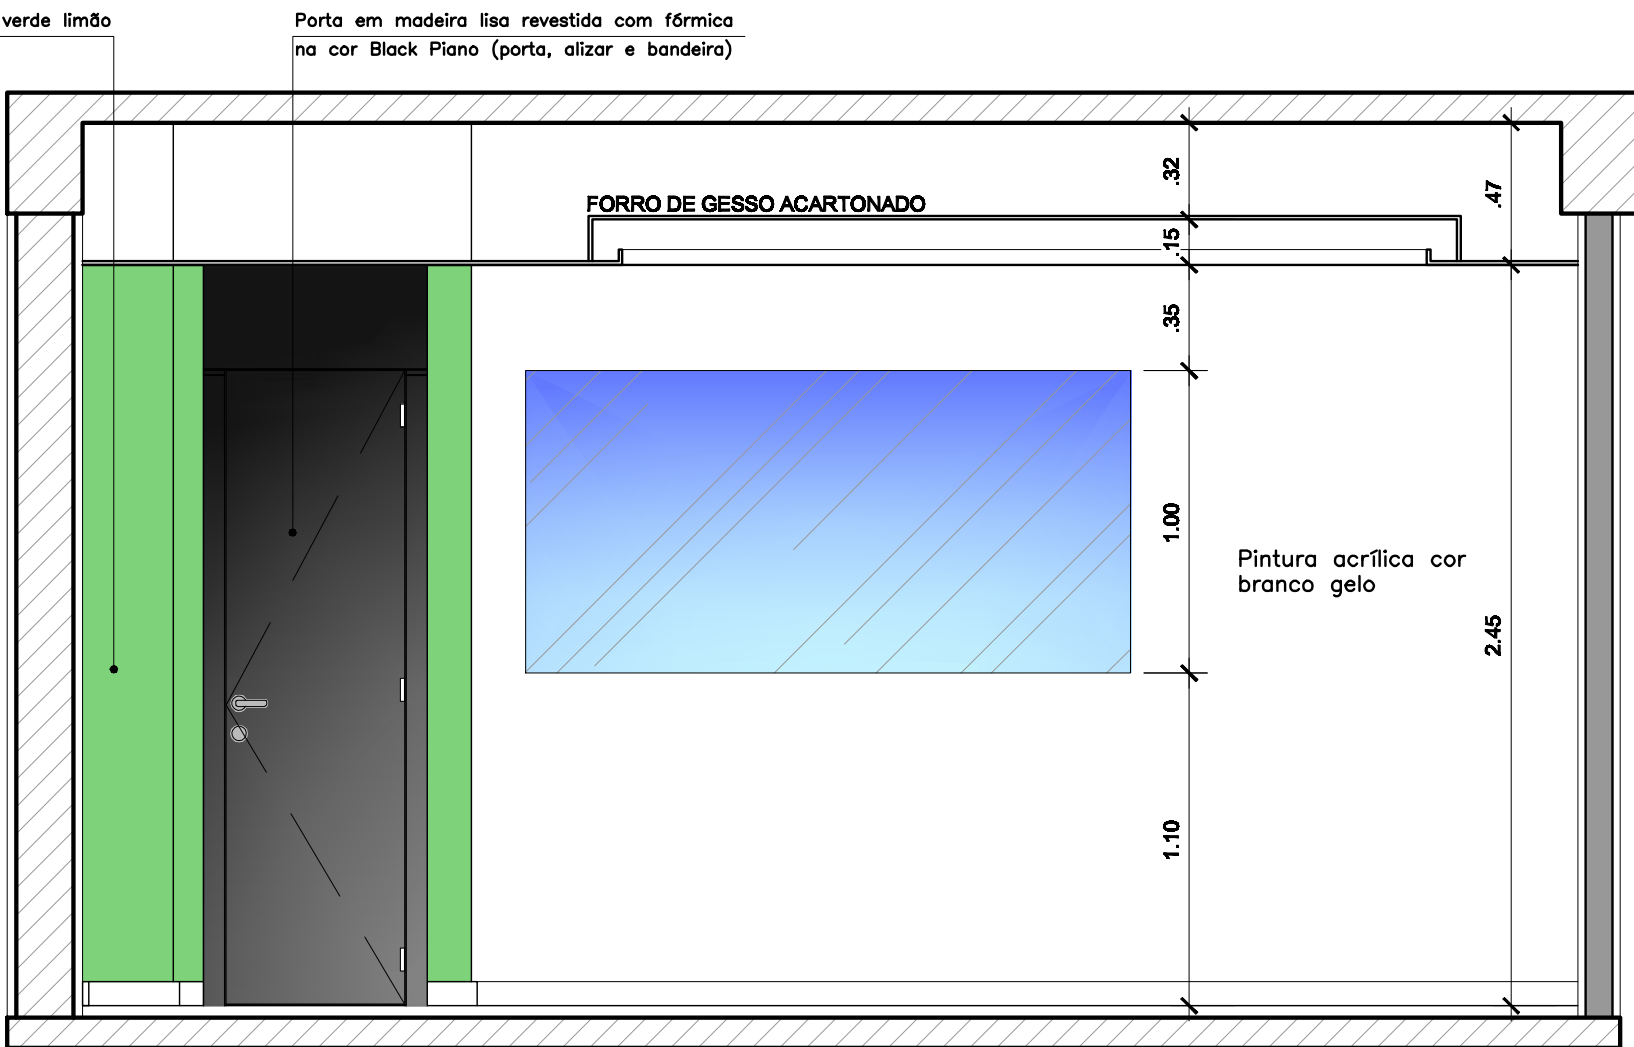 verde limão
Porta em madeira lisa revestida com fórmica
na cor Black Piano (porta, alizar e bandeira)
.32
.47
FORRO DE GESSO ACARTONADO
.15
.35
1.00
Pintura acrílica cor
branco gelo
2.45
1.10